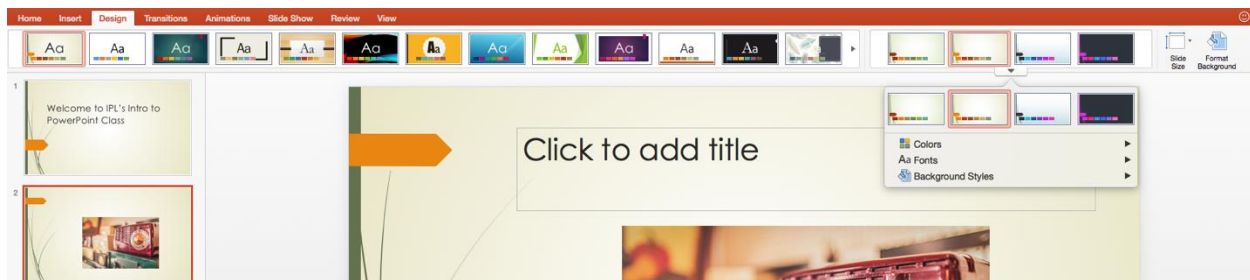 Home Insert Design Transitions Animations Slide Show Review View
Aa Aa Aa Aa Aa Aa Aa Aa Aa Aa Aa Aa
Slide Size
Format Background
1
Welcome to IPL's Intro to
PowerPoint Class
2
Click to add title
Colors
Aa Fonts
Background Styles